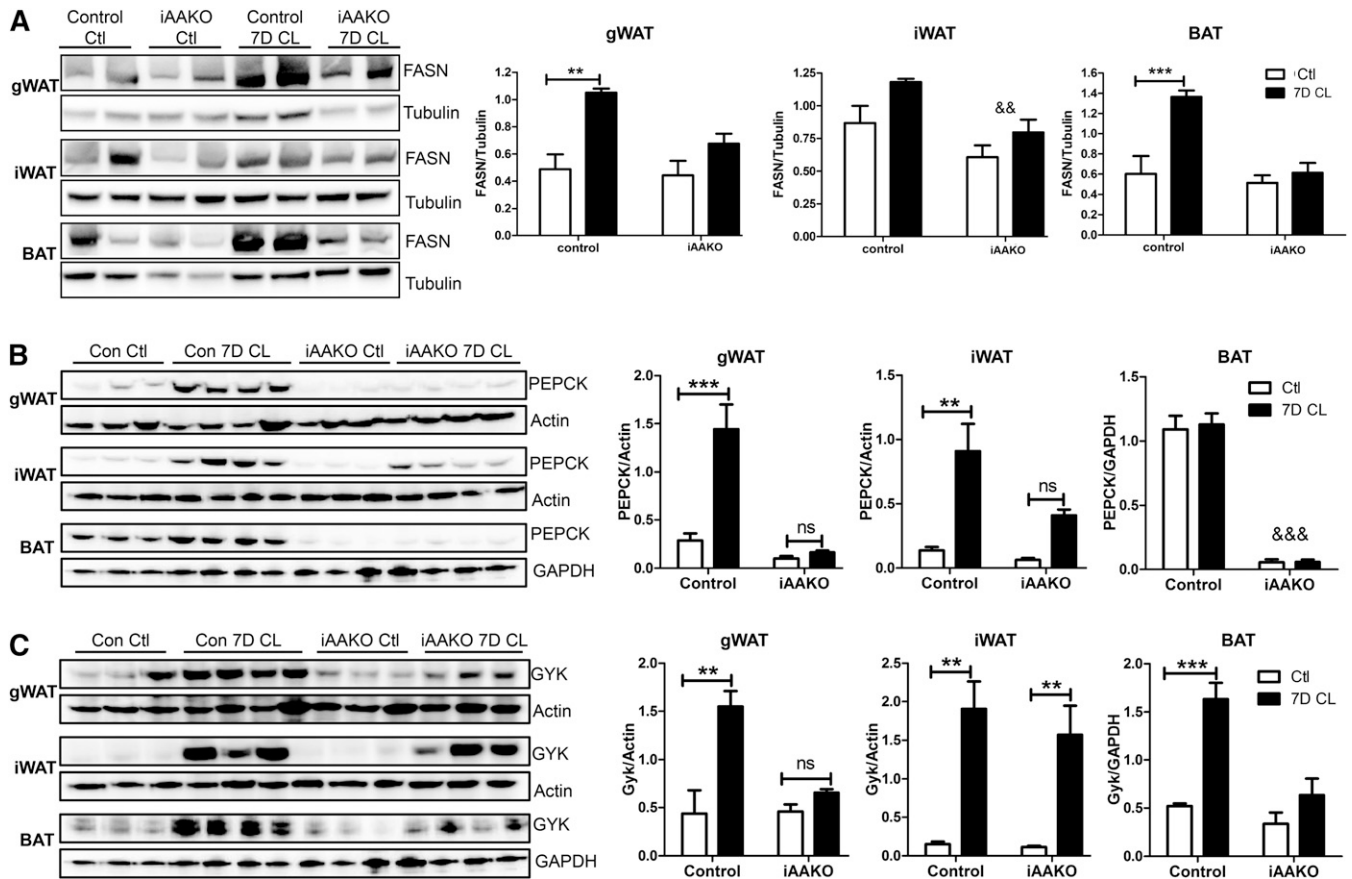 A
Control iAAKO Control iAAKO
Ctl Ctl 7D CL 7D CL
gWAT FASN
Tubulin
iWAT FASN
Tubulin
BAT FASN
Tubulin
gWAT
FASN/Tubulin
1.2
1.0
0.8
0.6
0.4
0.2
0.0
**
control iAAKO
iWAT
FASN/Tubulin
1.25
1.00
0.75
0.50
0.25
0.00
&&
control iAAKO
BAT
FASN/Tubulin
1.6
1.4
1.2
1.0
0.8
0.6
0.4
0.2
0.0
***
Ctl
7D CL
control iAAKO
B
Con Ctl Con 7D CL iAAKO Ctl iAAKO 7D CL
gWAT PEPCK
Actin
iWAT PEPCK
Actin
BAT PEPCK
GAPDH
gWAT
PEPCK/Actin
2.0
1.5
1.0
0.5
0.0
***
ns
Control iAAKO
iWAT
PEPCK/Actin
1.5
1.0
0.5
0.0
**
ns
Control iAAKO
BAT
PEPCK/GAPDH
1.5
1.0
0.5
0.0
&&&
Ctl
7D CL
Control iAAKO
C
Con Ctl Con 7D CL iAAKO Ctl iAAKO 7D CL
gWAT GYK
Actin
iWAT GYK
Actin
BAT GYK
GAPDH
gWAT
Gyk/Actin
2.0
1.5
1.0
0.5
0.0
**
ns
Control iAAKO
iWAT
Gyk/Actin
2.5
2.0
1.5
1.0
0.5
0.0
**
**
Control iAAKO
BAT
Gyk/GAPDH
2.0
1.5
1.0
0.5
0.0
***
Ctl
7D CL
Control iAAKO